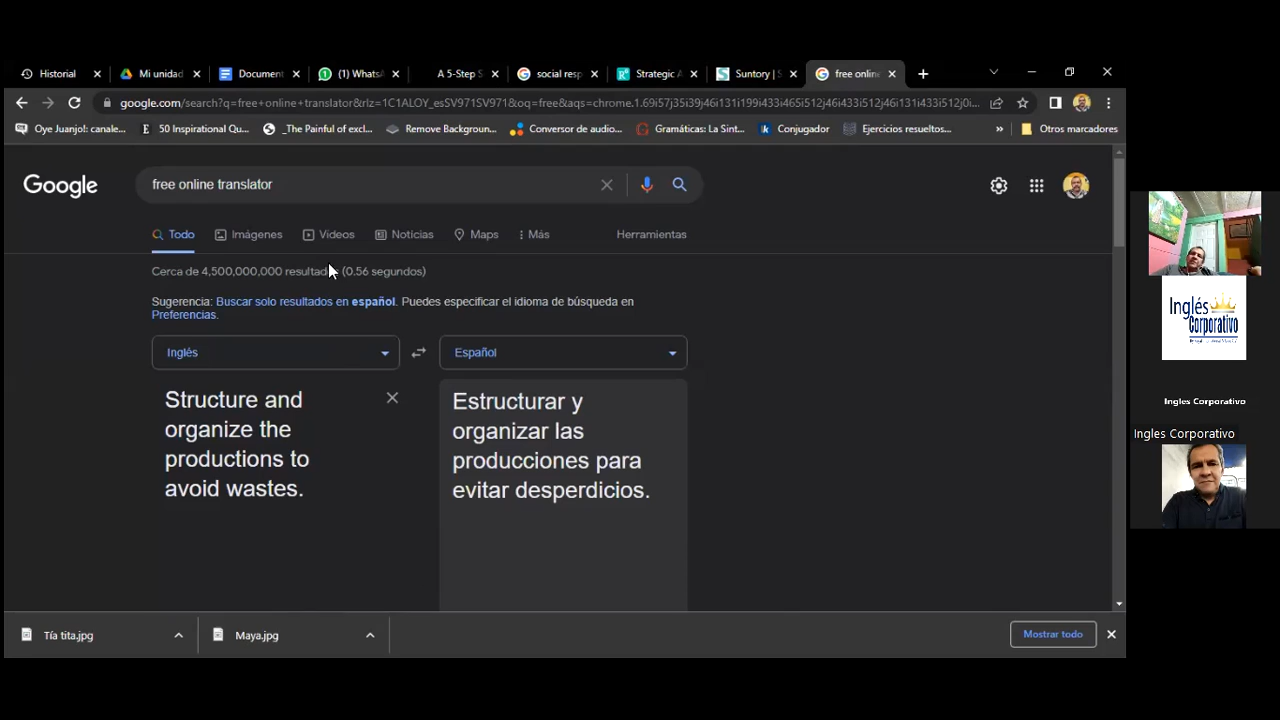 Historial
Mi unidad
Document
(1) Whats
A 5-Step S
social resp
Strategic A
Suntory | S
free online
google.com/search?q=free+online+translator&rlz=1C1ALOY_esSV971SV971&oq=free&aqs=chrome.1.69i57j35i39j46i131i199i433i465i512j46i433i512j46i131i433i512j0i...
Oye Juanjo!: canale...
50 Inspirational Qu...
_The Painful of excl...
Remove Backgroun...
Conversor de audio...
Gramáticas: La Sint...
Conjugador
Ejercicios resueltos...
»
Otros marcadores
Google
free online translator
Todo
Imágenes
Videos
Noticias
Maps
Más
Herramientas
Cerca de 4,500,000,000 resultad (0.56 segundos)
Sugerencia: Buscar solo resultados en español. Puedes especificar el idioma de búsqueda en
Preferencias.
Inglés
Español
Structure and
organize the
productions to
avoid wastes.
Estructurar y
organizar las
producciones para
evitar desperdicios.
Tía tita.jpg
Maya.jpg
Mostrar todo
Inglés
Corporativo
Ingles Corporativo
Ingles Corporativo